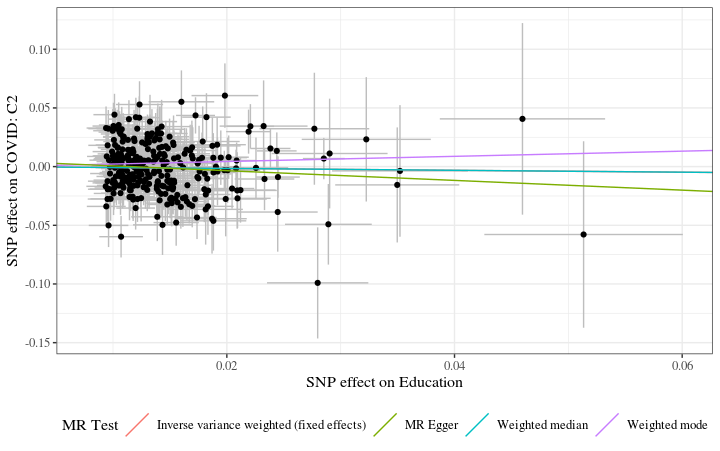 0.10
0.05
0.00
-0.05
-0.10
-0.15
SNP effect on COVID: C2
0.02
0.04
0.06
SNP effect on Education
MR Test
Inverse variance weighted (fixed effects)
MR Egger
Weighted median
Weighted mode